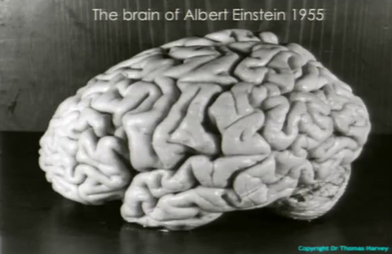 The brain of Albert Einstein 1955
Copyright Dr Thomas Harvey